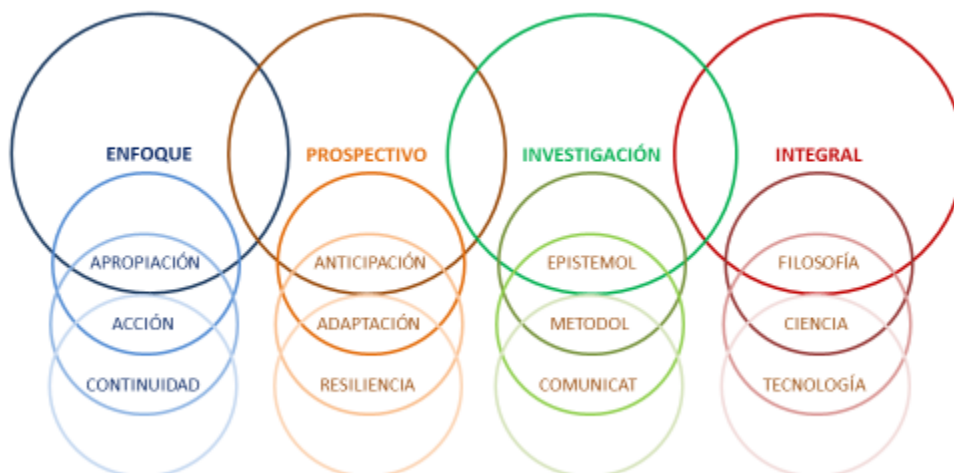 ENFOQUE PROSPECTIVO INVESTIGACIÓN INTEGRAL
APROPIACIÓN ANTICIPACIÓN EPISTEMOL FILOSOFÍA
ACCIÓN ADAPTACIÓN METODOL CIENCIA
CONTINUIDAD RESILIENCIA COMUNICAT TECNOLOGÍA